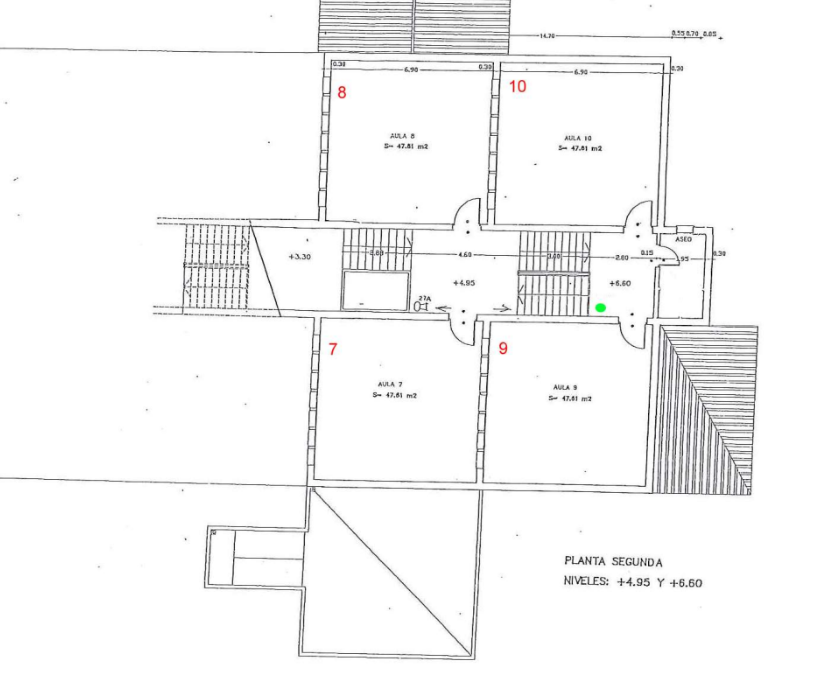 14.70
0.55 0.70 0.85
0.30
6.90
0.30
6.90
0.30
8
10
AULA 8
S= 47.81 m2
AULA 10
S= 47.81 m2
ASEO
+3.30
4.60
3.00
2.80
0.15
1.95
0.30
+4.95
+6.60
27A
7
9
AULA 7
S= 47.81 m2
AULA 9
S= 47.81 m2
PLANTA SEGUNDA
NIVELES: +4.95 Y +6.60